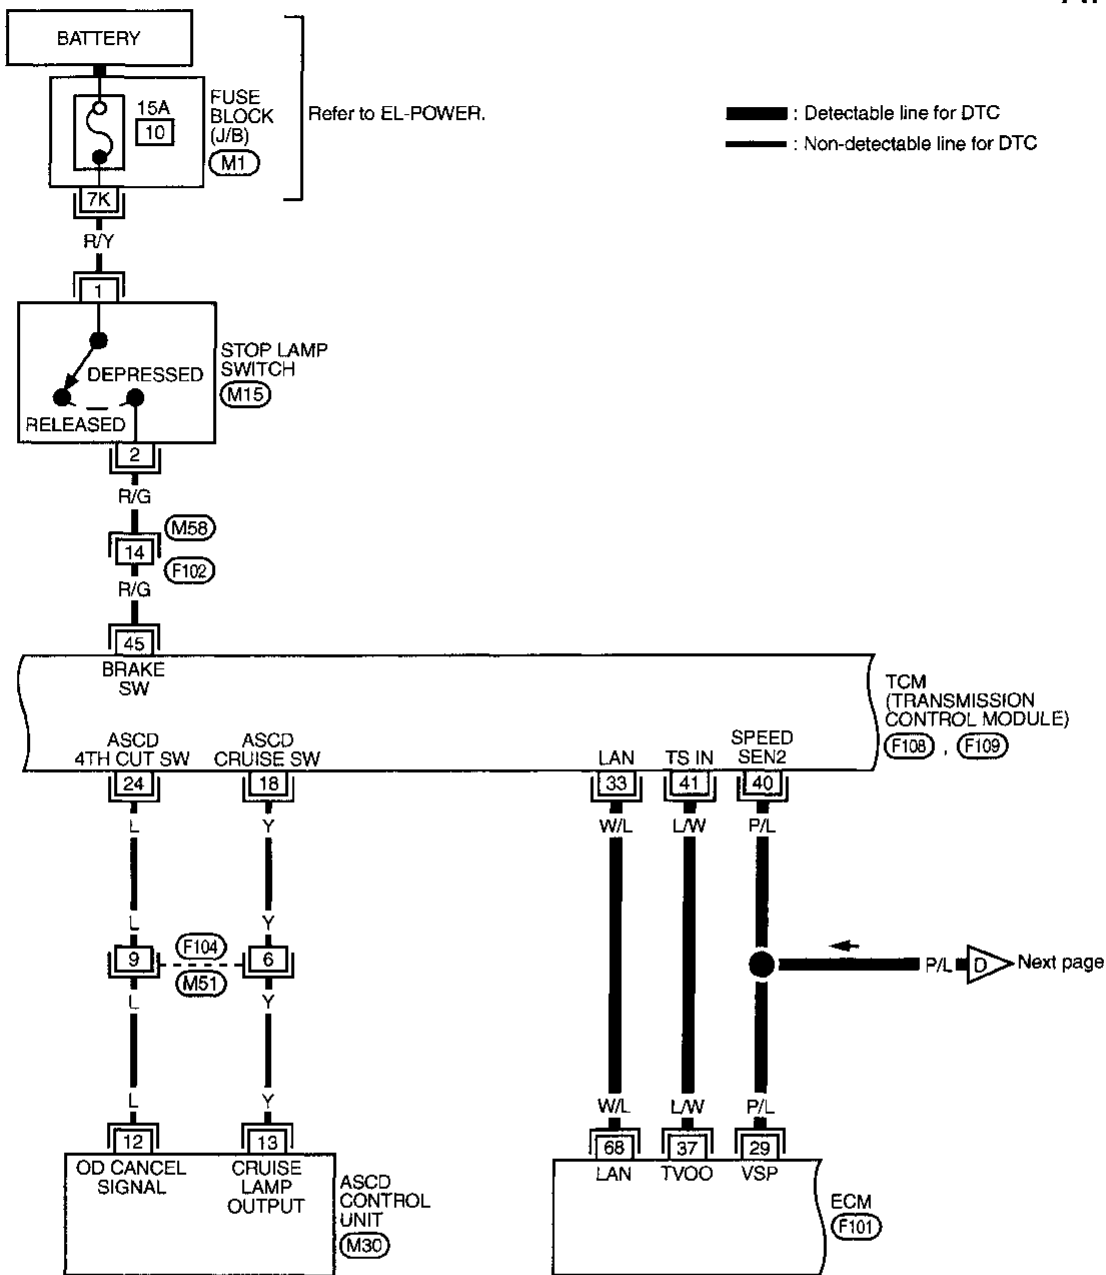 BATTERY
15A
10
FUSE
BLOCK
(J/B)
M1
Refer to EL-POWER.
: Detectable line for DTC
: Non-detectable line for DTC
7K
R/Y
1
STOP LAMP
SWITCH
M15
DEPRESSED
RELEASED
2
R/G
M58
14
F102
R/G
45
BRAKE
SW
TCM
(TRANSMISSION
CONTROL MODULE)
F108 , F109
ASCD
4TH CUT SW
ASCD
CRUISE SW
LAN
TS IN
SPEED
SEN2
24
18
33
41
40
L
Y
W/L
L/W
P/L
L
Y
9
F104
6
M51
L
Y
P/L
D
Next page
L
Y
W/L
L/W
P/L
12
13
68
37
29
OD CANCEL
SIGNAL
CRUISE
LAMP
OUTPUT
ASCD
CONTROL
UNIT
M30
LAN
TVOO
VSP
ECM
F101